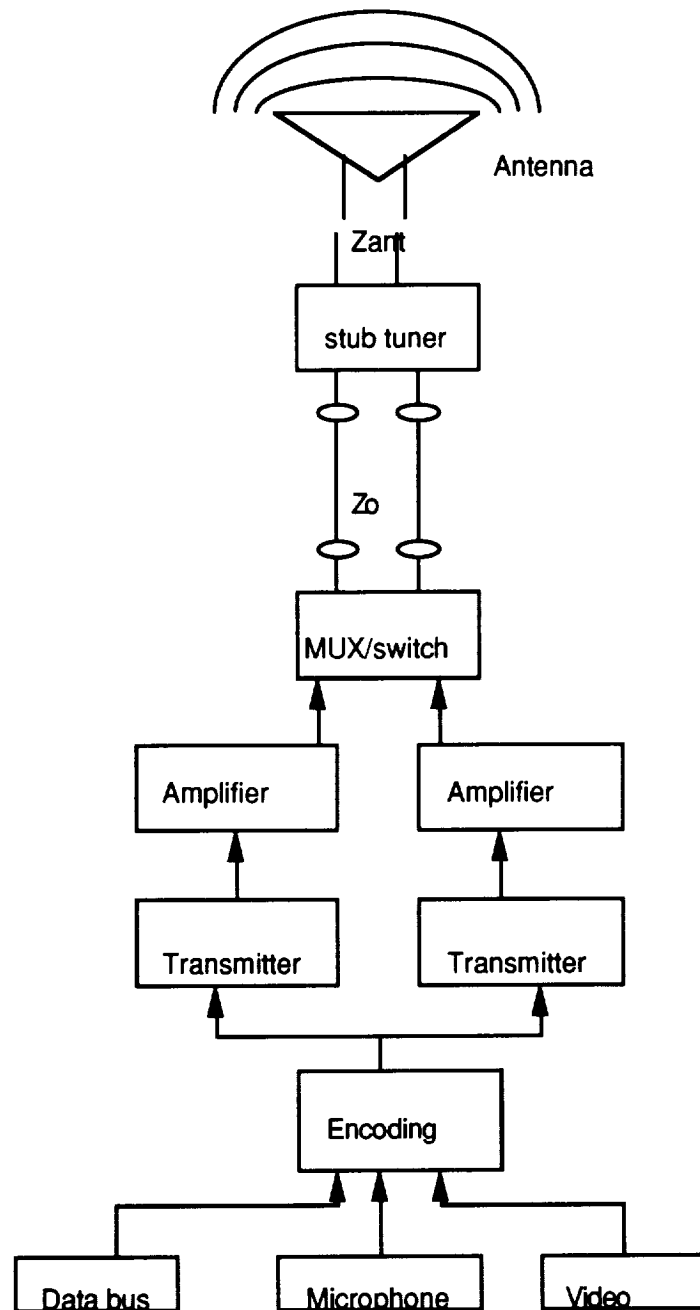 Antenna
Zant
stub tuner
Zo
MUX/switch
Amplifier
Amplifier
Transmitter
Transmitter
Encoding
Data bus
Microphone
Video